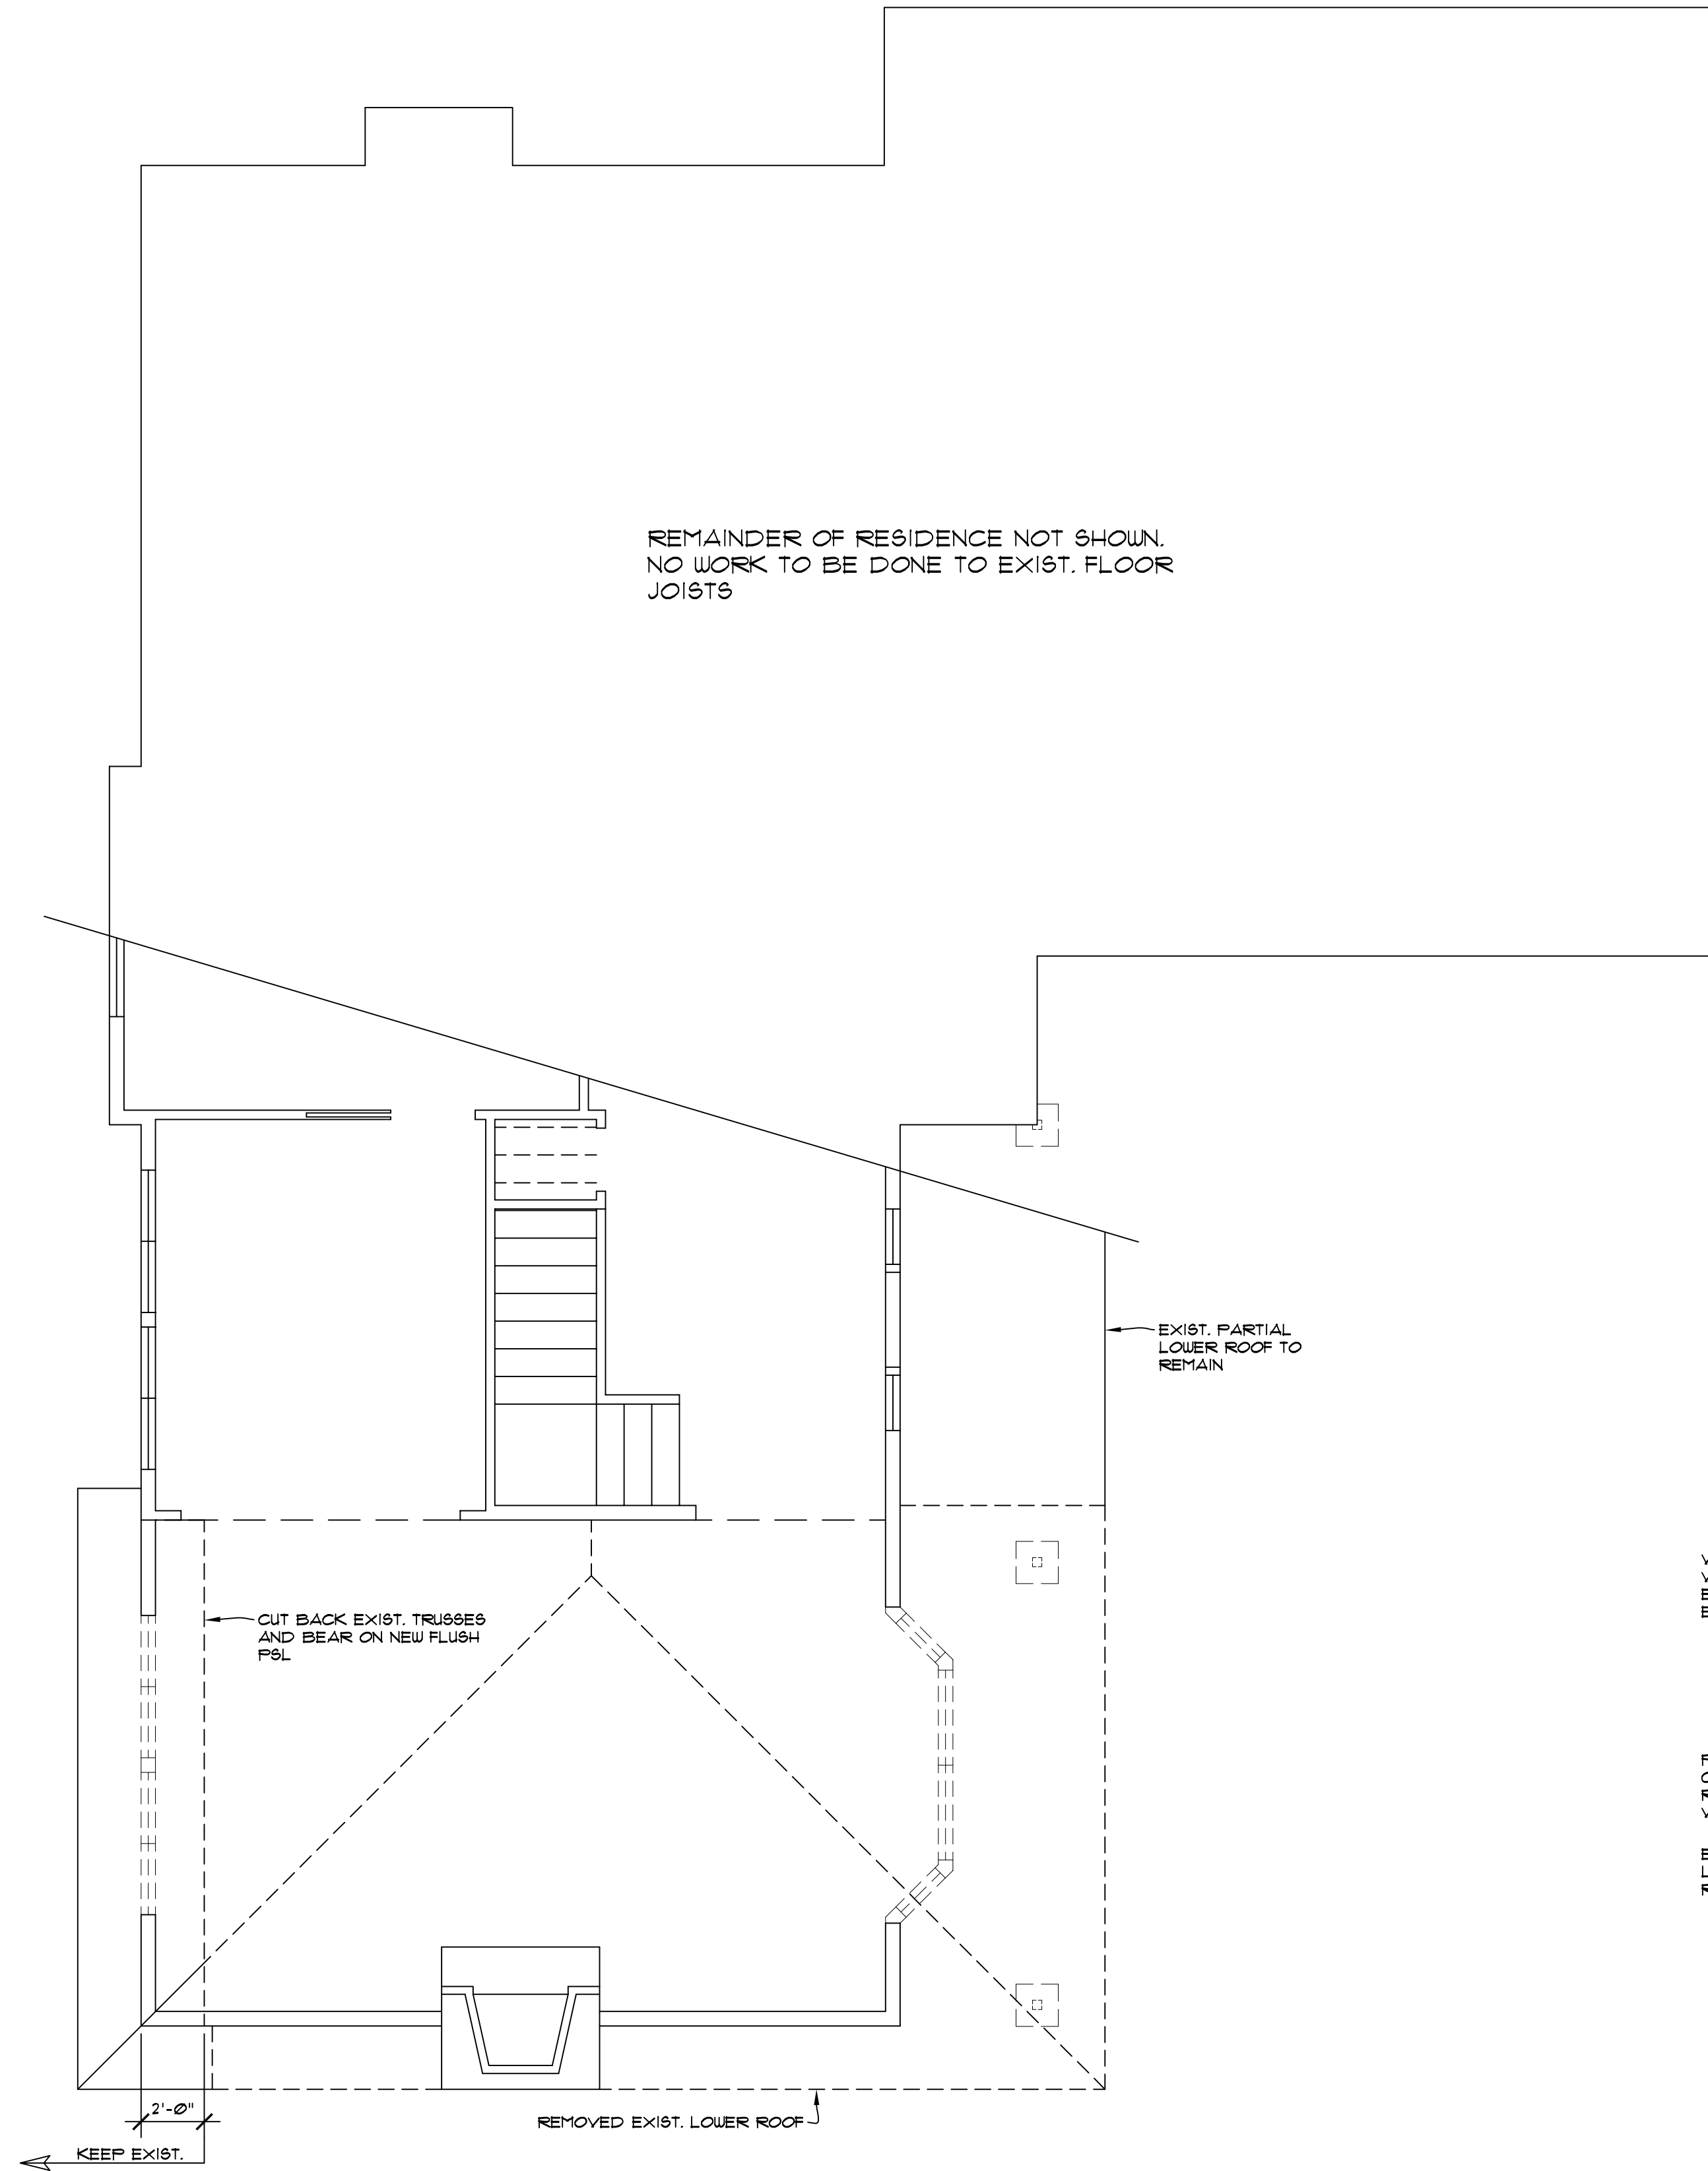 REMAINDER OF RESIDENCE NOT SHOWN.
NO WORK TO BE DONE TO EXIST. FLOOR
JOISTS
EXIST. PARTIAL
LOWER ROOF TO
REMAIN
CUT BACK EXIST. TRUSSES
AND BEAR ON NEW FLUSH
PSL
2'-0"
REMOVED EXIST. LOWER ROOF
KEEP EXIST.